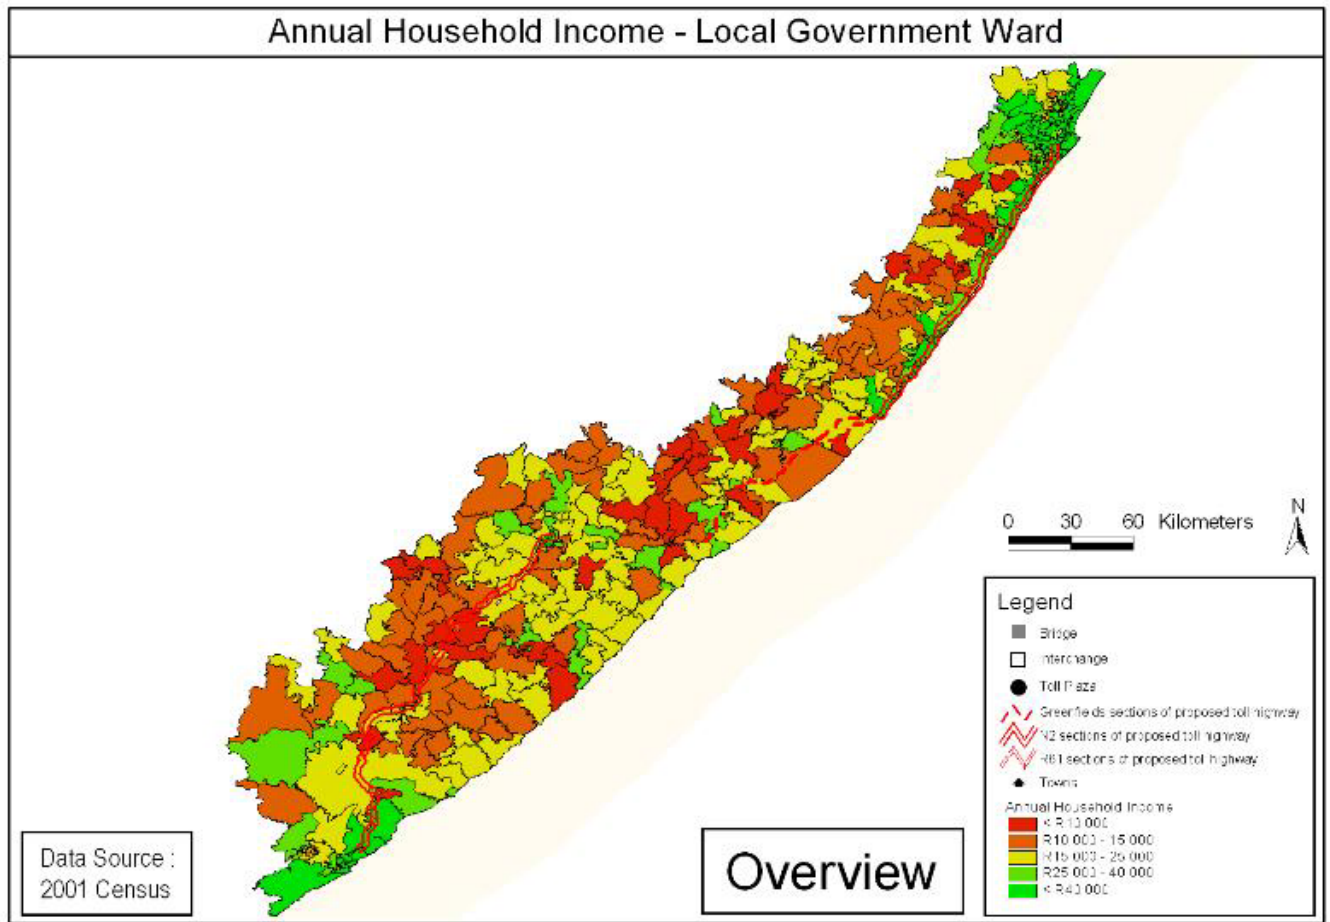 Annual Household Income - Local Government Ward
N
0 30 60 Kilometers
Legend
Bridge
Interchange
Toll Plaza
Greenfields sections of proposed toll highway
N2 sections of proposed toll highway
R61 sections of proposed toll highway
Towns
Annual Household Income
< R10 000
R10 000 - 15 000
R15 000 - 25 000
R25 000 - 40 000
< R40 000
Overview
Data Source :
2001 Census